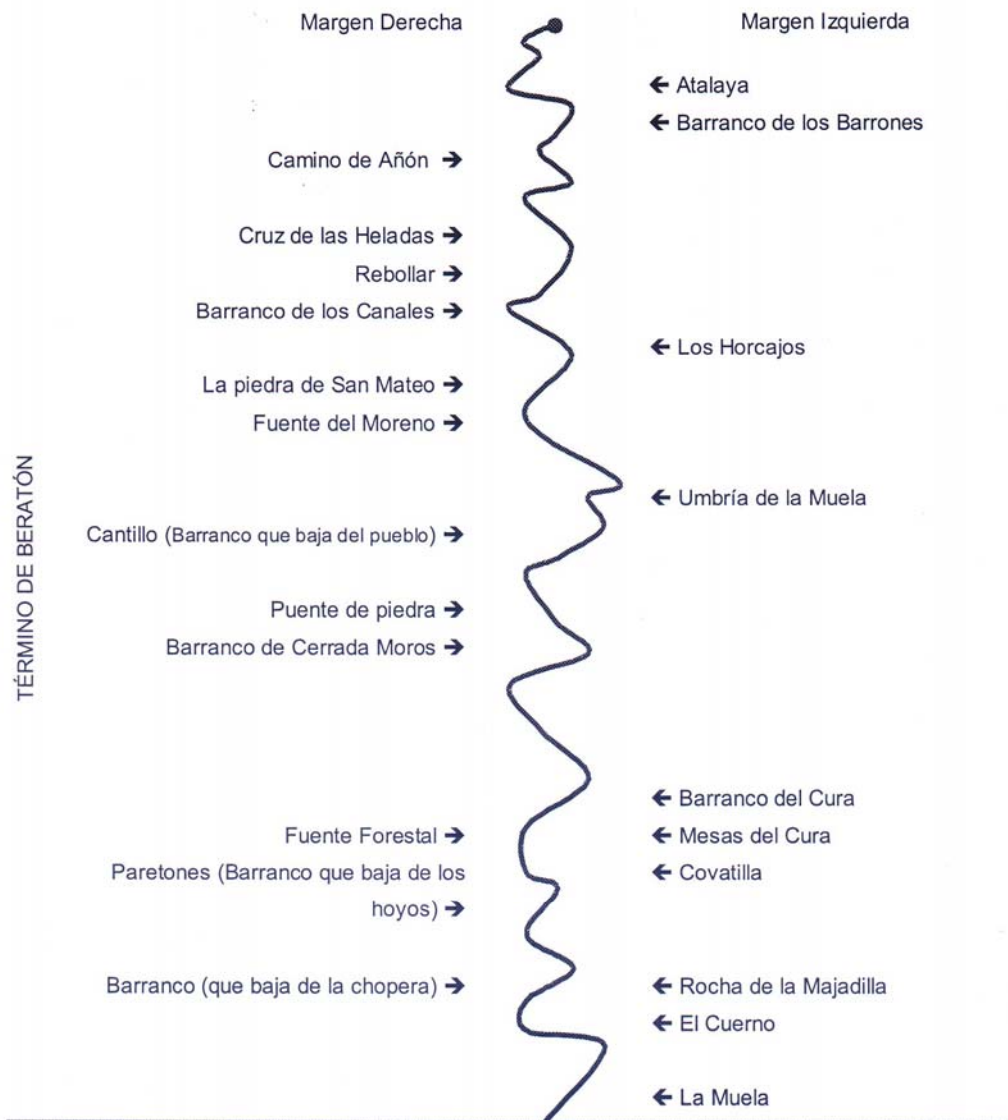 Margen Derecha
Margen Izquierda
← Atalaya
← Barranco de los Barrones
Camino de Añón →
Cruz de las Heladas →
Rebollar →
Barranco de los Canales →
← Los Horcajos
La piedra de San Mateo →
Fuente del Moreno →
← Umbría de la Muela
Cantillo (Barranco que baja del pueblo) →
TÉRMINO DE BERATÓN
Puente de piedra →
Barranco de Cerrada Moros →
← Barranco del Cura
Fuente Forestal →
← Mesas del Cura
Paretones (Barranco que baja de los
hoyos) →
← Covatilla
Barranco (que baja de la chopera) →
← Rocha de la Majadilla
← El Cuerno
← La Muela